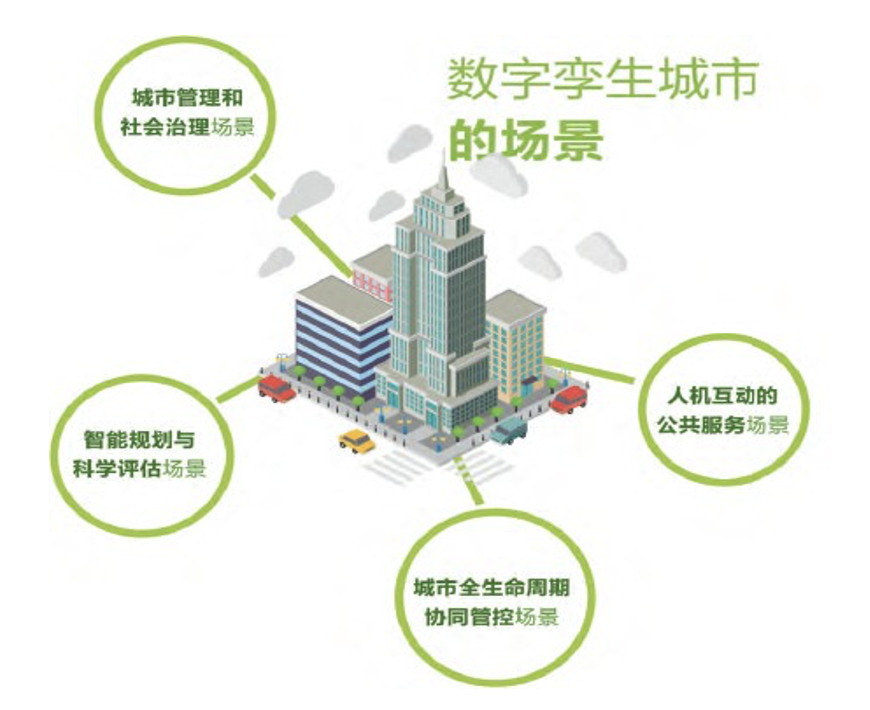 数字孪生城市
的场景
城市管理和
社会治理场景
人机互动的
公共服务场景
智能规划与
科学评估场景
城市全生命周期
协同管控场景